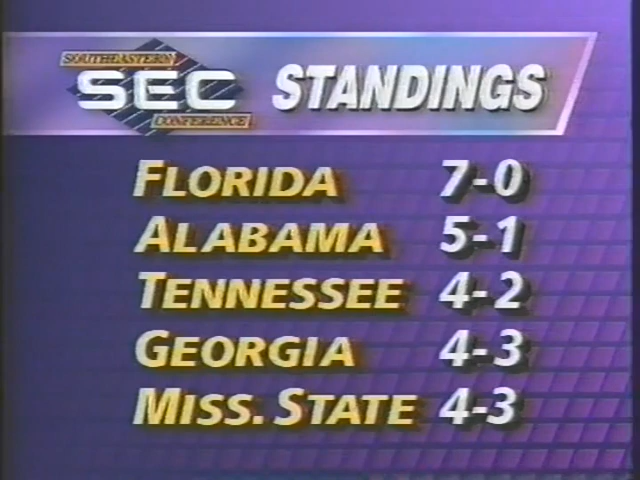 SOUTHEASTERN
SEC STANDINGS
CONFERENCE
FLORIDA 7-0
ALABAMA 5-1
TENNESSEE 4-2
GEORGIA 4-3
MISS. STATE 4-3